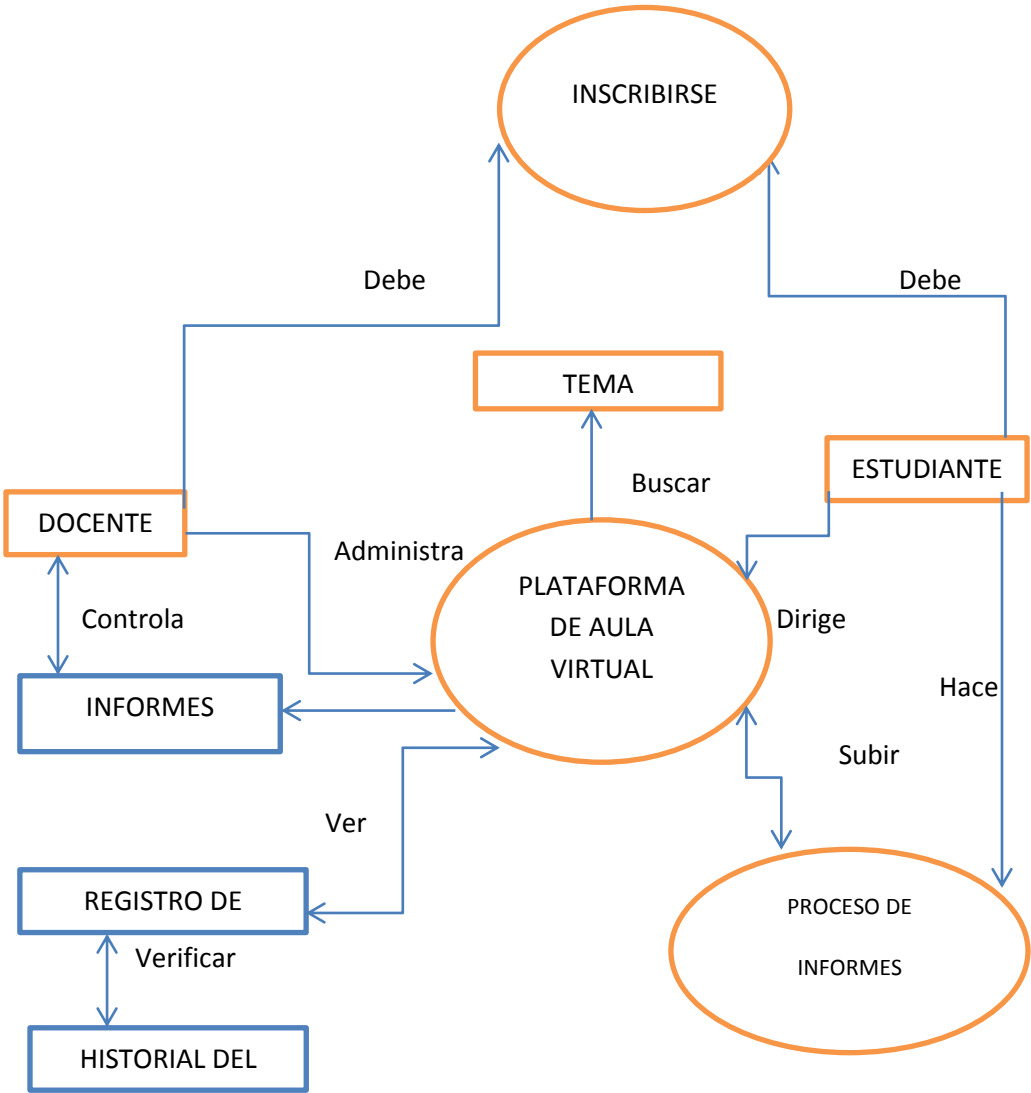 INSCRIBIRSE
Debe
Debe
TEMA
ESTUDIANTE
Buscar
DOCENTE
Administra
PLATAFORMA
DE AULA
VIRTUAL
Controla
Dirige
INFORMES
Hace
Subir
Ver
REGISTRO DE
PROCESO DE
INFORMES
Verificar
HISTORIAL DEL